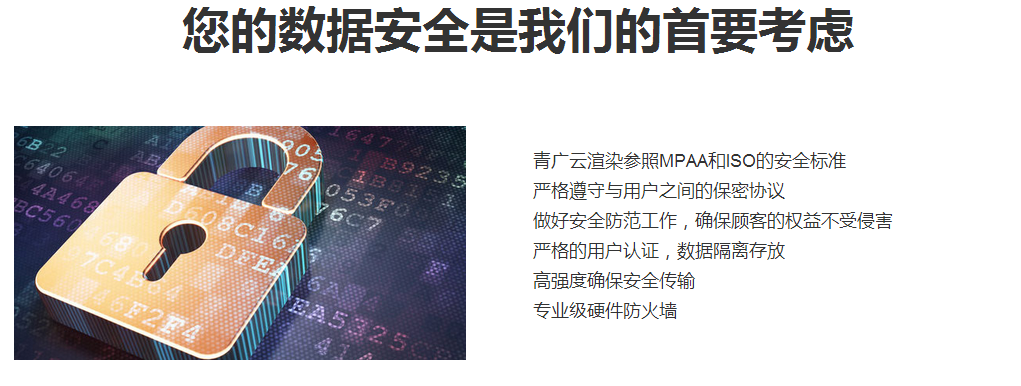 您的数据安全是我们的首要考虑
青广云渲染参照MPAA和ISO的安全标准
严格遵守与用户之间的保密协议
做好安全防范工作，确保顾客的权益不受侵害
严格的用户认证，数据隔离存放
高强度确保安全传输
专业级硬件防火墙